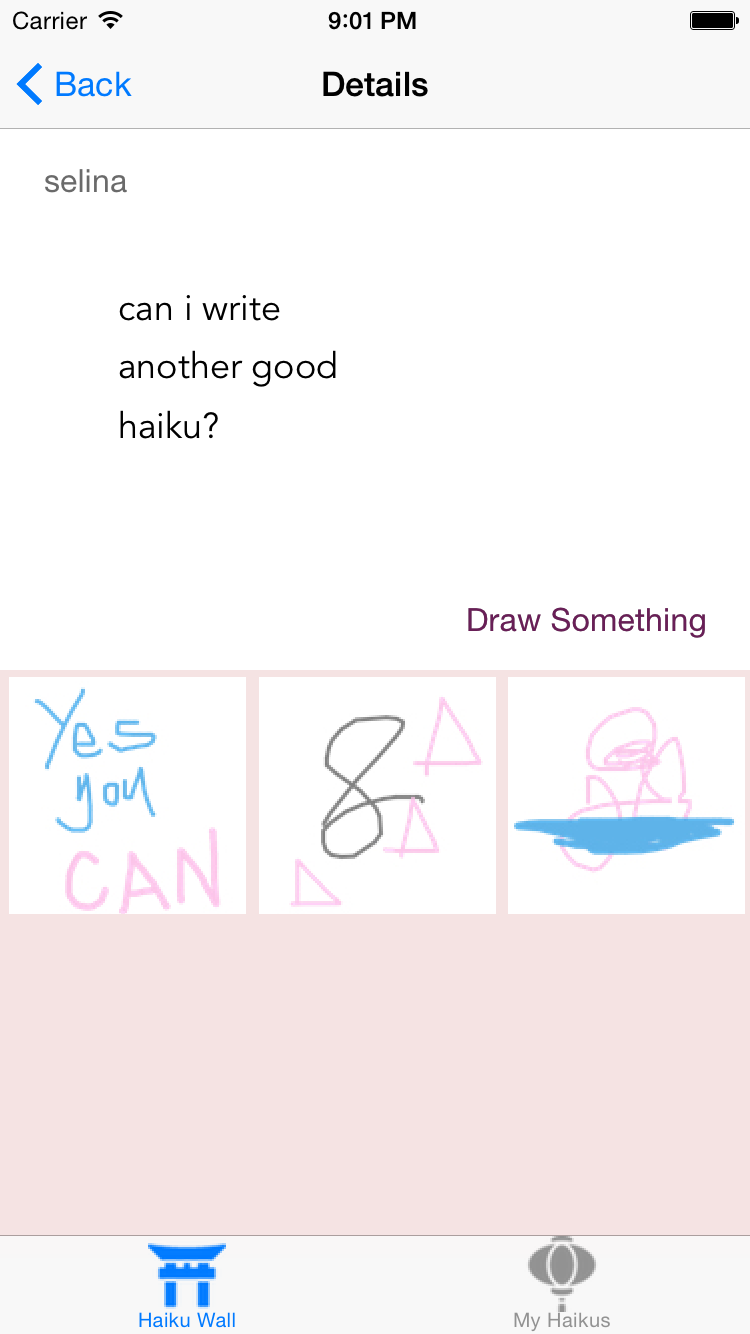 Carrier 9:01 PM
Back Details
selina
can i write
another good
haiku?
Draw Something
Yes
you
CAN
8
Haiku Wall My Haikus